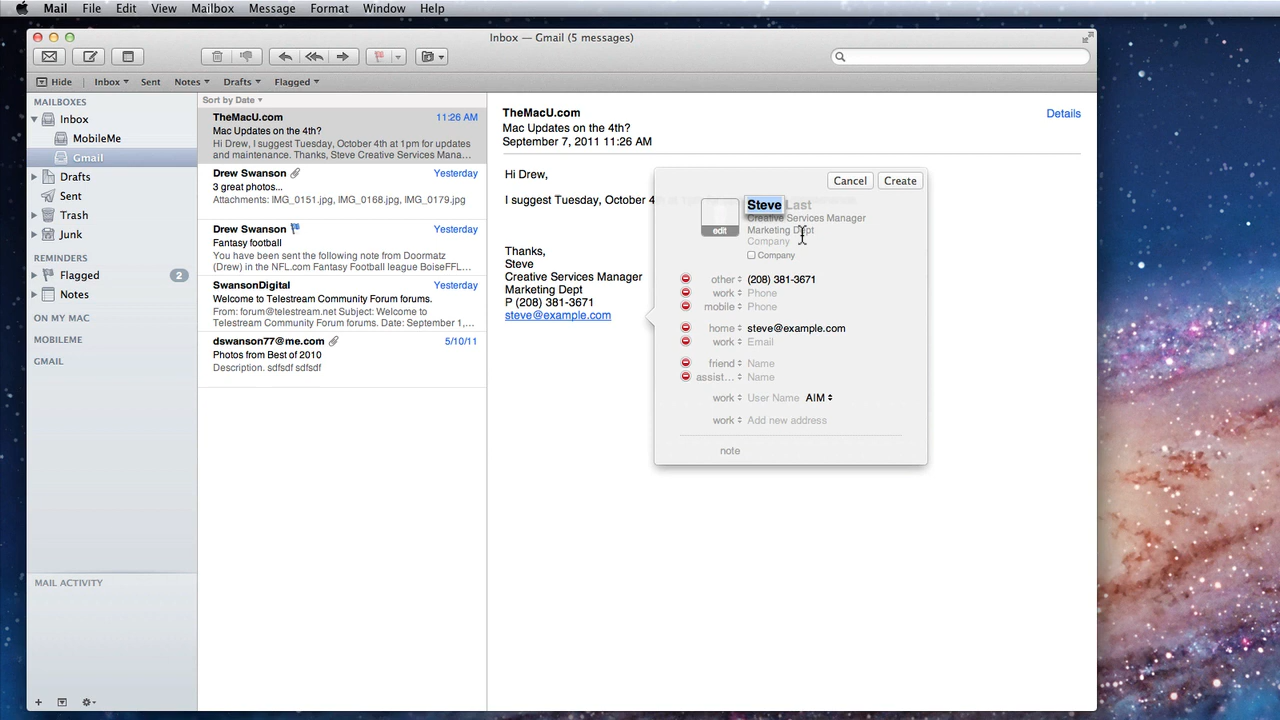 Mail File Edit View Mailbox Message Format Window Help
Inbox — Gmail (5 messages)
Hide Inbox Sent Notes Drafts Flagged
MAILBOXES
Inbox
MobileMe
Gmail
Drafts
Sent
Trash
Junk
REMINDERS
Flagged 2
Notes
ON MY MAC
MOBILEME
GMAIL
MAIL ACTIVITY
Sort by Date
TheMacU.com 11:26 AM
Mac Updates on the 4th?
Hi Drew, I suggest Tuesday, October 4th at 1pm for updates
and maintenance. Thanks, Steve Creative Services Mana…
Drew Swanson Yesterday
3 great photos...
Attachments: IMG_0151.jpg, IMG_0168.jpg, IMG_0179.jpg
Drew Swanson Yesterday
Fantasy football
You have been sent the following note from Doormatz
(Drew) in the NFL.com Fantasy Football league BoiseFFL…
SwansonDigital Yesterday
Welcome to Telestream Community Forum forums.
From: forum@telestream.net Subject: Welcome to
Telestream Community Forum forums. Date: September 1,…
dswanson77@me.com 5/10/11
Photos from Best of 2010
Description. sdfsdf sdfsdf
TheMacU.com Details
Mac Updates on the 4th?
September 7, 2011 11:26 AM
Hi Drew,
I suggest Tuesday, October 4
Thanks,
Steve
Creative Services Manager
Marketing Dept
P (208) 381-3671
steve@example.com
Cancel Create
edit
Steve Last
Creative Services Manager
Marketing Dept
Company
Company
other (208) 381-3671
work Phone
mobile Phone
home steve@example.com
work Email
friend Name
assist… Name
work User Name AIM
work Add new address
note